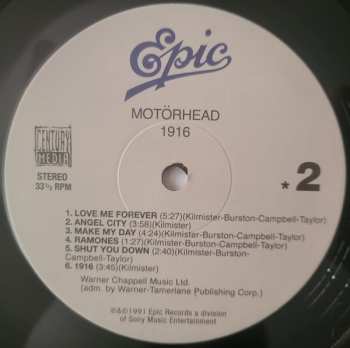 Epic
MOTÖRHEAD
1916
CENTURY
MEDIA
STEREO
33⅓ RPM
*2
1. LOVE ME FOREVER (5:27)(Kilmister-Burston-Campbell-Taylor)
2. ANGEL CITY (3:58)(Kilmister)
3. MAKE MY DAY (4:24)(Kilmister-Burston-Campbell-Taylor)
4. RAMONES (1:27)(Kilmister-Burston-Campbell-Taylor)
5. SHUT YOU DOWN (2:40)(Kilmister-Burston-
Campbell-Taylor)
6. 1916 (3:45)(Kilmister)
Warner Chappell Music Ltd.
(adm. by Warner-Tamerlane Publishing Corp.)
℗&©1991 Epic Records a division
of Sony Music Entertainment